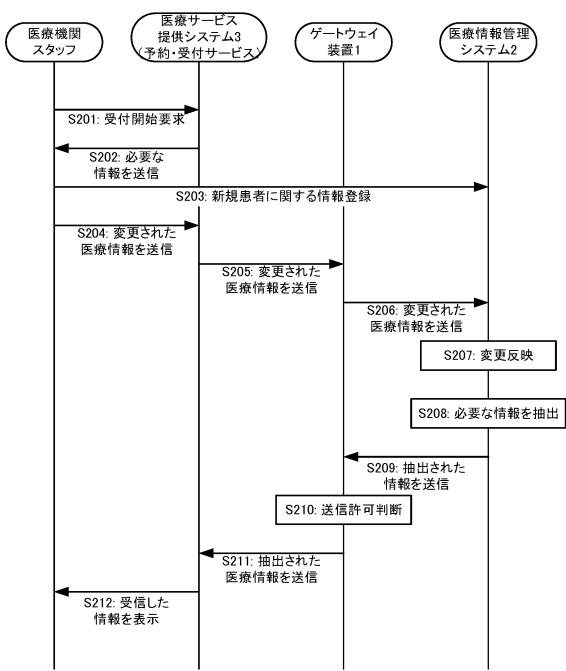 医療機関
スタッフ
医療サービス
提供システム3
(予約・受付サービス)
ゲートウェイ
装置1
医療情報管理
システム2
S201: 受付開始要求
S202: 必要な
情報を送信
S203: 新規患者に関する情報登録
S204: 変更された
医療情報を送信
S205: 変更された
医療情報を送信
S206: 変更された
医療情報を送信
S207: 変更反映
S208: 必要な情報を抽出
S209: 抽出された
情報を送信
S210: 送信許可判断
S211: 抽出された
医療情報を送信
S212: 受信した
情報を表示